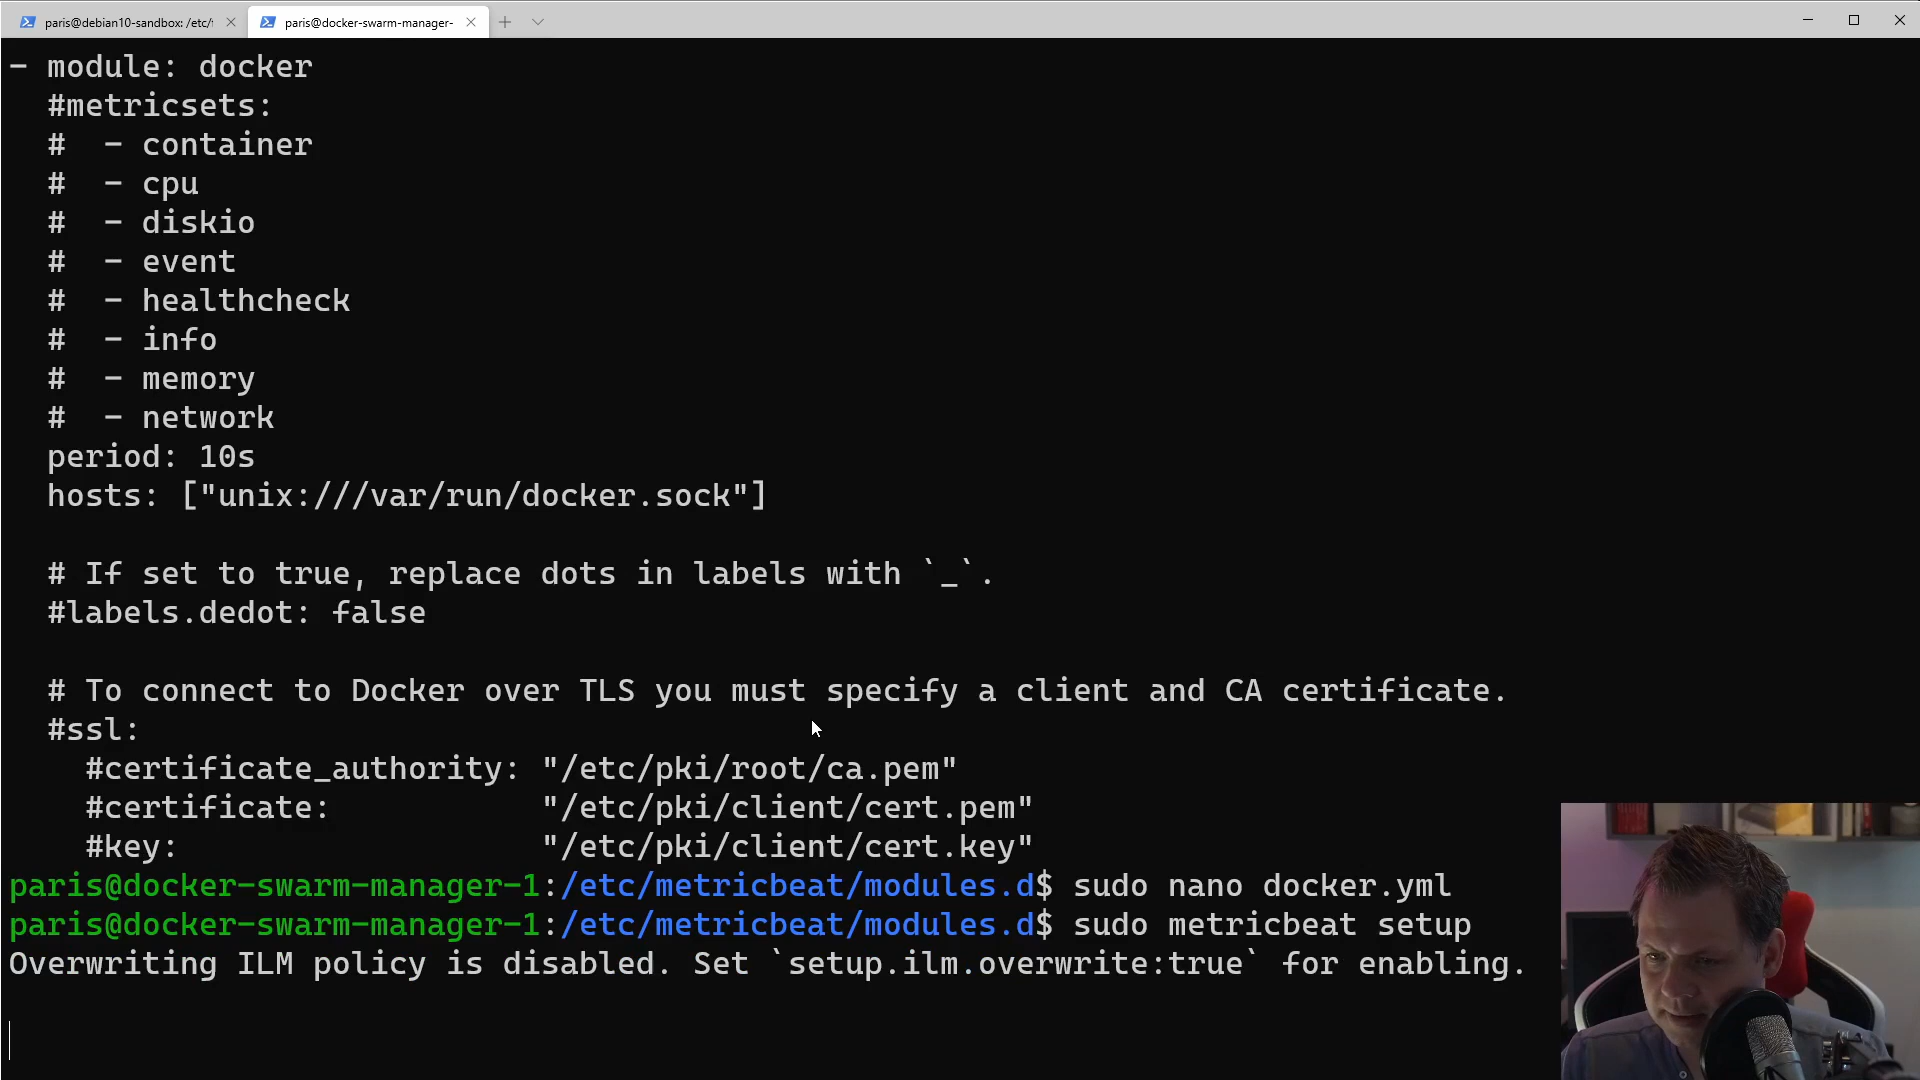 paris@debian10-sandbox: /etc/
paris@docker-swarm-manager-
- module: docker
  #metricsets:
  #  - container
  #  - cpu
  #  - diskio
  #  - event
  #  - healthcheck
  #  - info
  #  - memory
  #  - network
  period: 10s
  hosts: ["unix:///var/run/docker.sock"]
  # If set to true, replace dots in labels with `_`.
  #labels.dedot: false
  # To connect to Docker over TLS you must specify a client and CA certificate.
  #ssl:
    #certificate_authority: "/etc/pki/root/ca.pem"
    #certificate:           "/etc/pki/client/cert.pem"
    #key:                   "/etc/pki/client/cert.key"
paris@docker-swarm-manager-1:/etc/metricbeat/modules.d$ sudo nano docker.yml
paris@docker-swarm-manager-1:/etc/metricbeat/modules.d$ sudo metricbeat setup
Overwriting ILM policy is disabled. Set `setup.ilm.overwrite:true` for enabling.